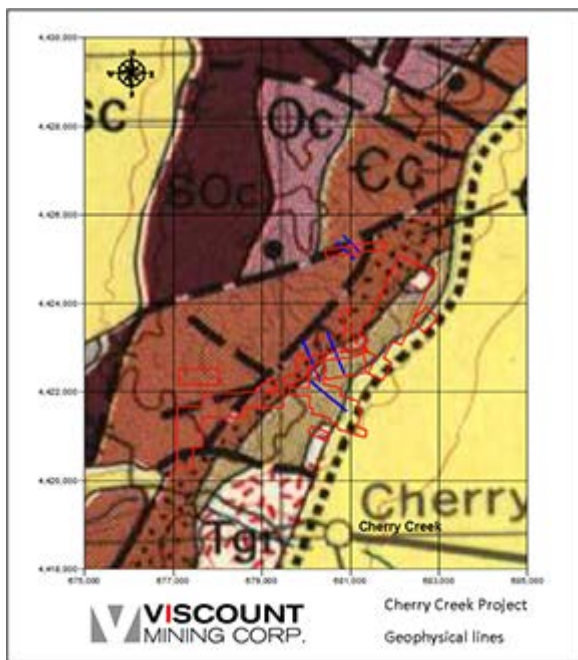 4,430,000
4,428,000
4,426,000
4,424,000
4,422,000
4,420,000
4,418,000
SC
Oc
Єc
SOc
Tgr
Cherry
Cherry Creek
675,000 677,000 679,000 681,000 683,000 685,000
VISCOUNT
MINING CORP.
Cherry Creek Project
Geophysical lines